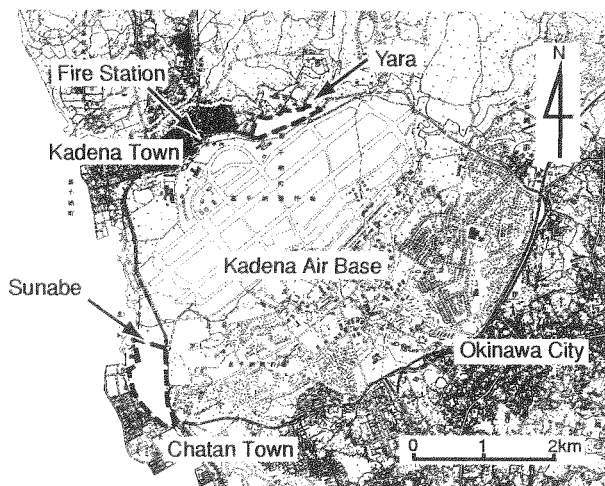 Yara
N
Fire Station
Kadena Town
Kadena Air Base
Sunabe
Okinawa City
Chatan Town
0 1 2km